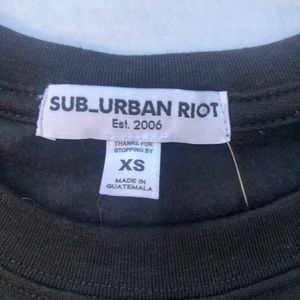 SUB_URBAN RIOT
Est. 2006
THANKS FOR
STOPPING BY
XS
MADE IN
GUATEMALA